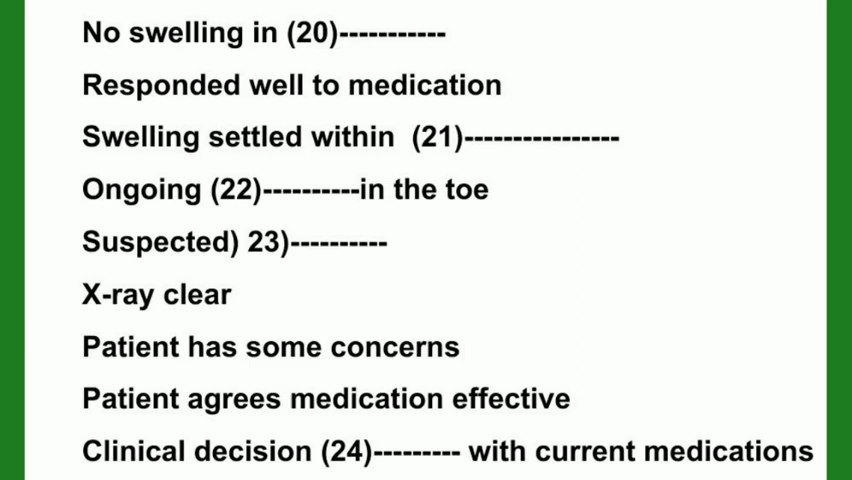 No swelling in (20)-----------
Responded well to medication
Swelling settled within  (21)----------------
Ongoing (22)----------in the toe
Suspected) 23)----------
X-ray clear
Patient has some concerns
Patient agrees medication effective
Clinical decision (24)--------- with current medications